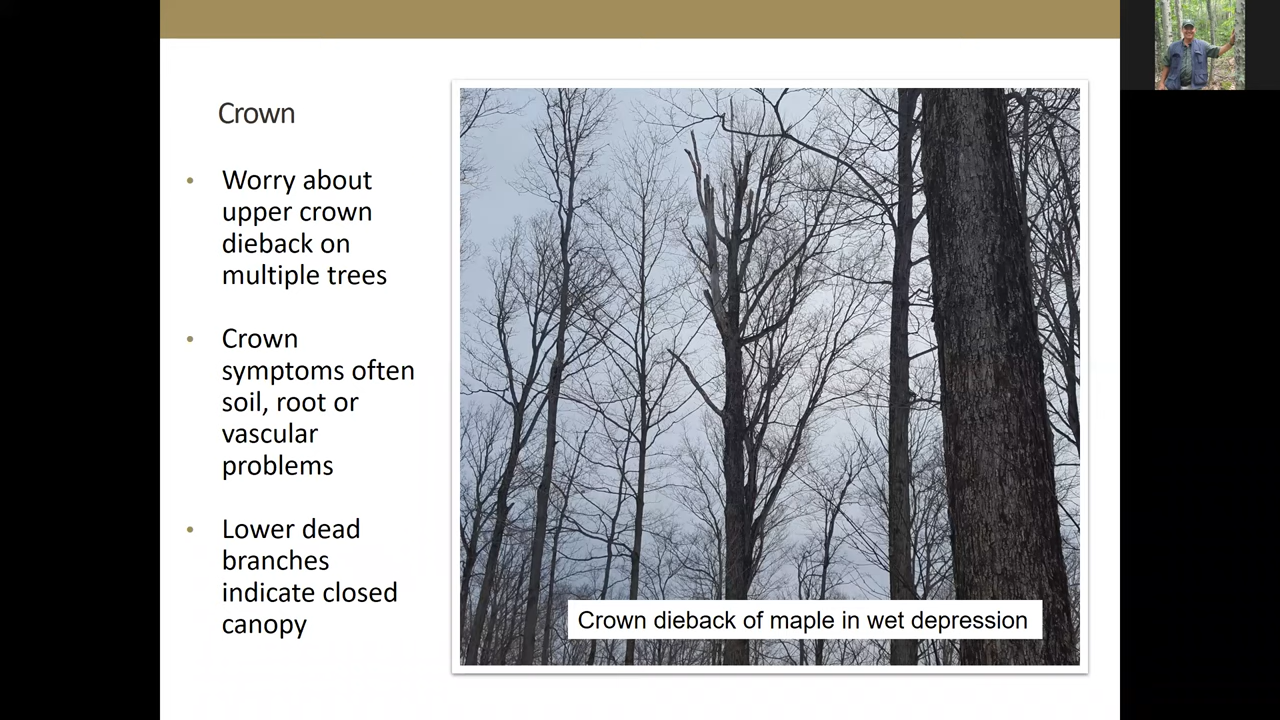 Crown
• Worry about
upper crown
dieback on
multiple trees
• Crown
symptoms often
soil, root or
vascular
problems
• Lower dead
branches
indicate closed
canopy
Crown dieback of maple in wet depression